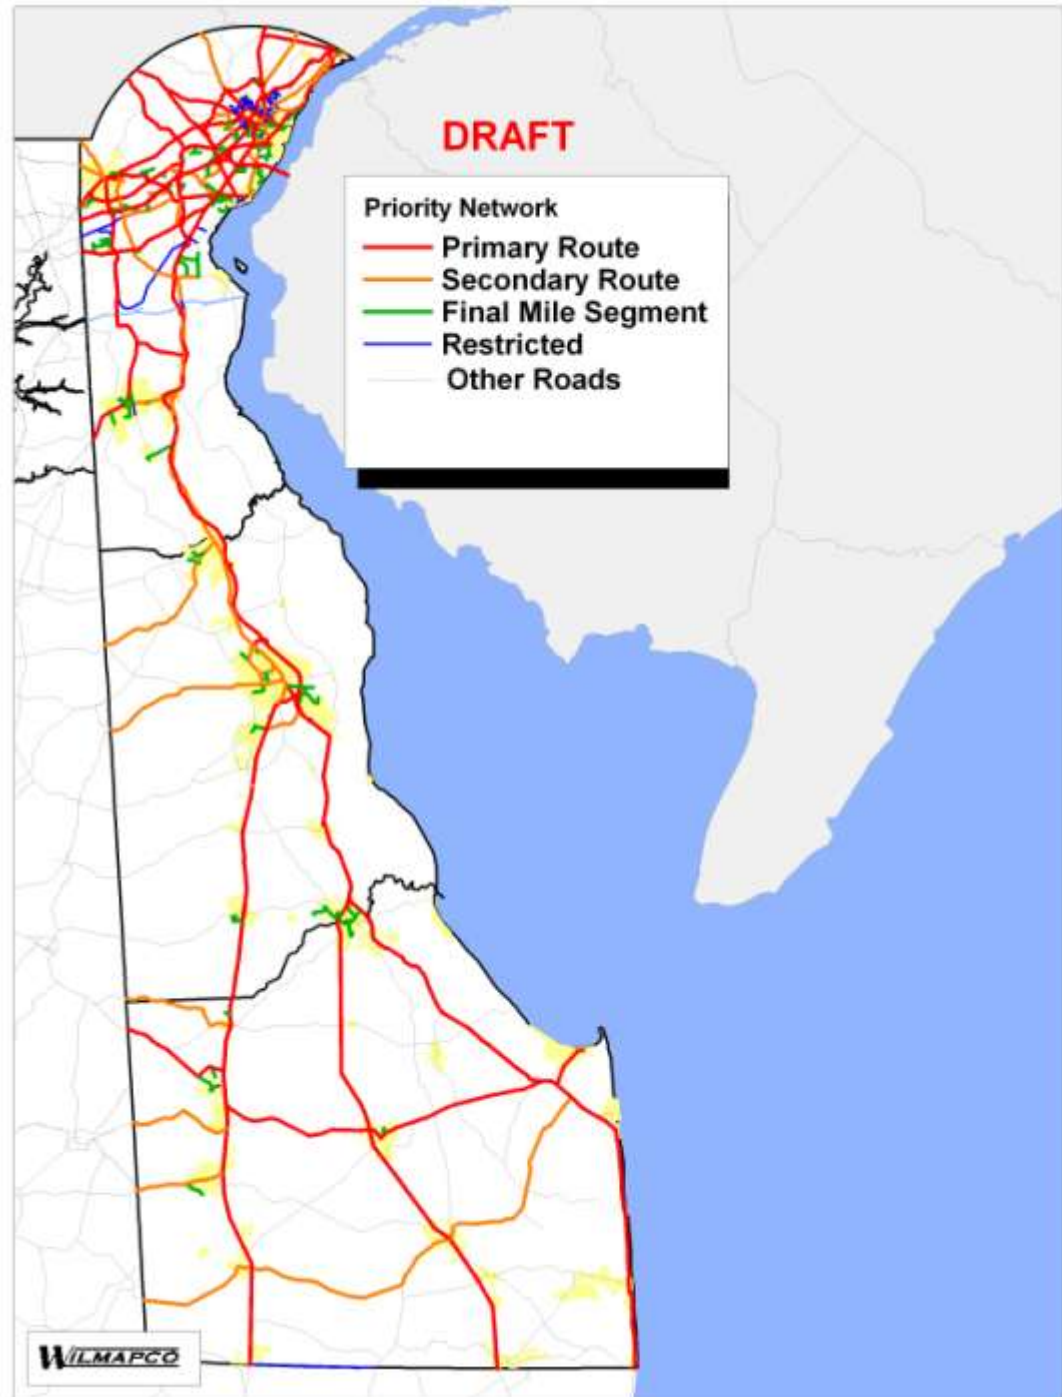 DRAFT
Priority Network
Primary Route
Secondary Route
Final Mile Segment
Restricted
Other Roads
WILMAPCO